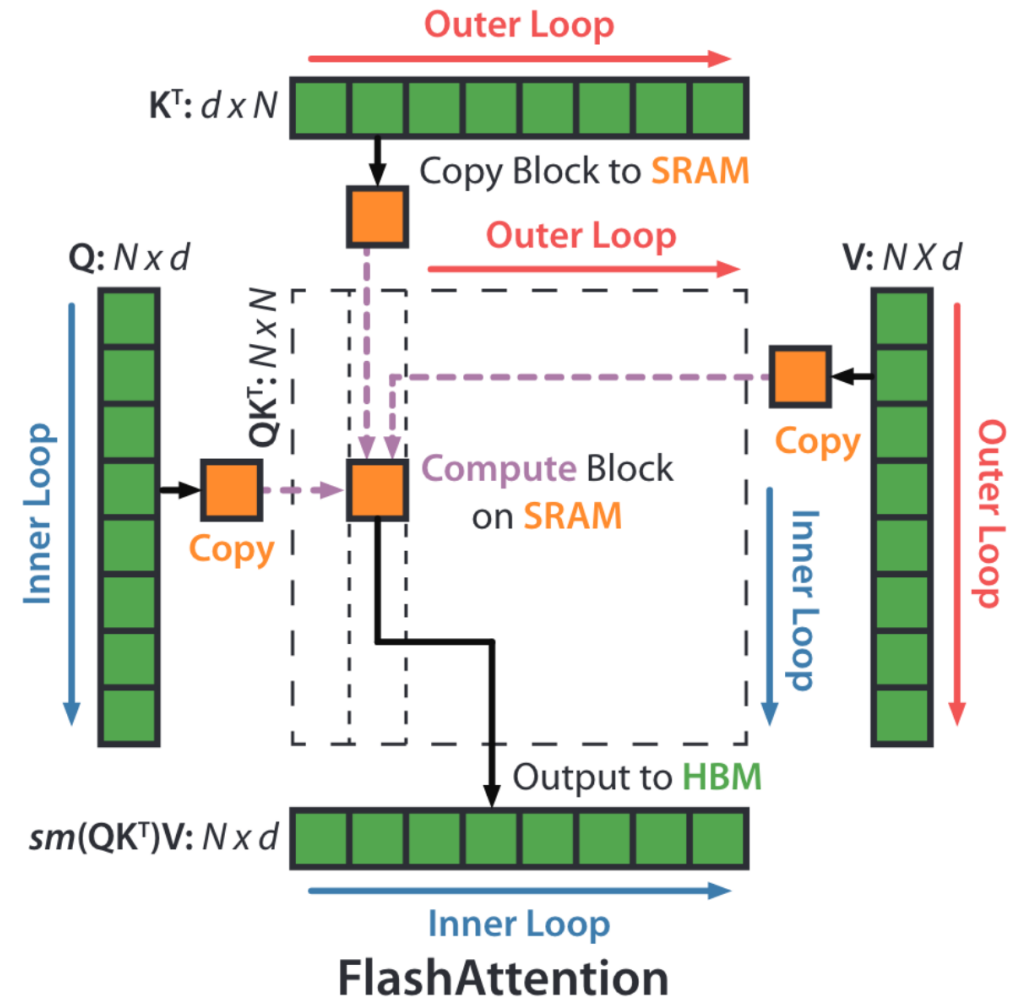 Outer Loop
Kᵀ: d x N
Copy Block to SRAM
Outer Loop
Q: N x d
V: N X d
QKᵀ: N x N
Copy
Compute Block
on SRAM
Copy
Inner Loop
Inner Loop
Outer Loop
Output to HBM
sm(QKᵀ)V: N x d
Inner Loop
FlashAttention